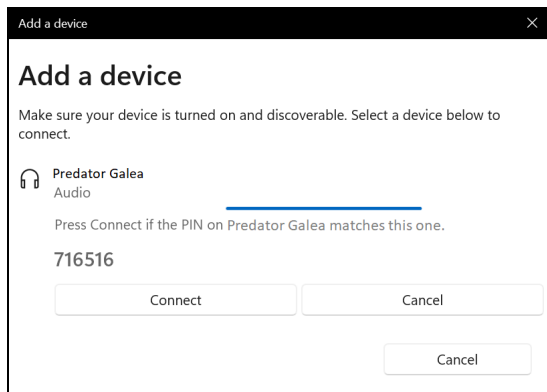 Add a device
Add a device
Make sure your device is turned on and discoverable. Select a device below to
connect.
Predator Galea
Audio
Press Connect if the PIN on Predator Galea matches this one.
716516
Connect Cancel
Cancel